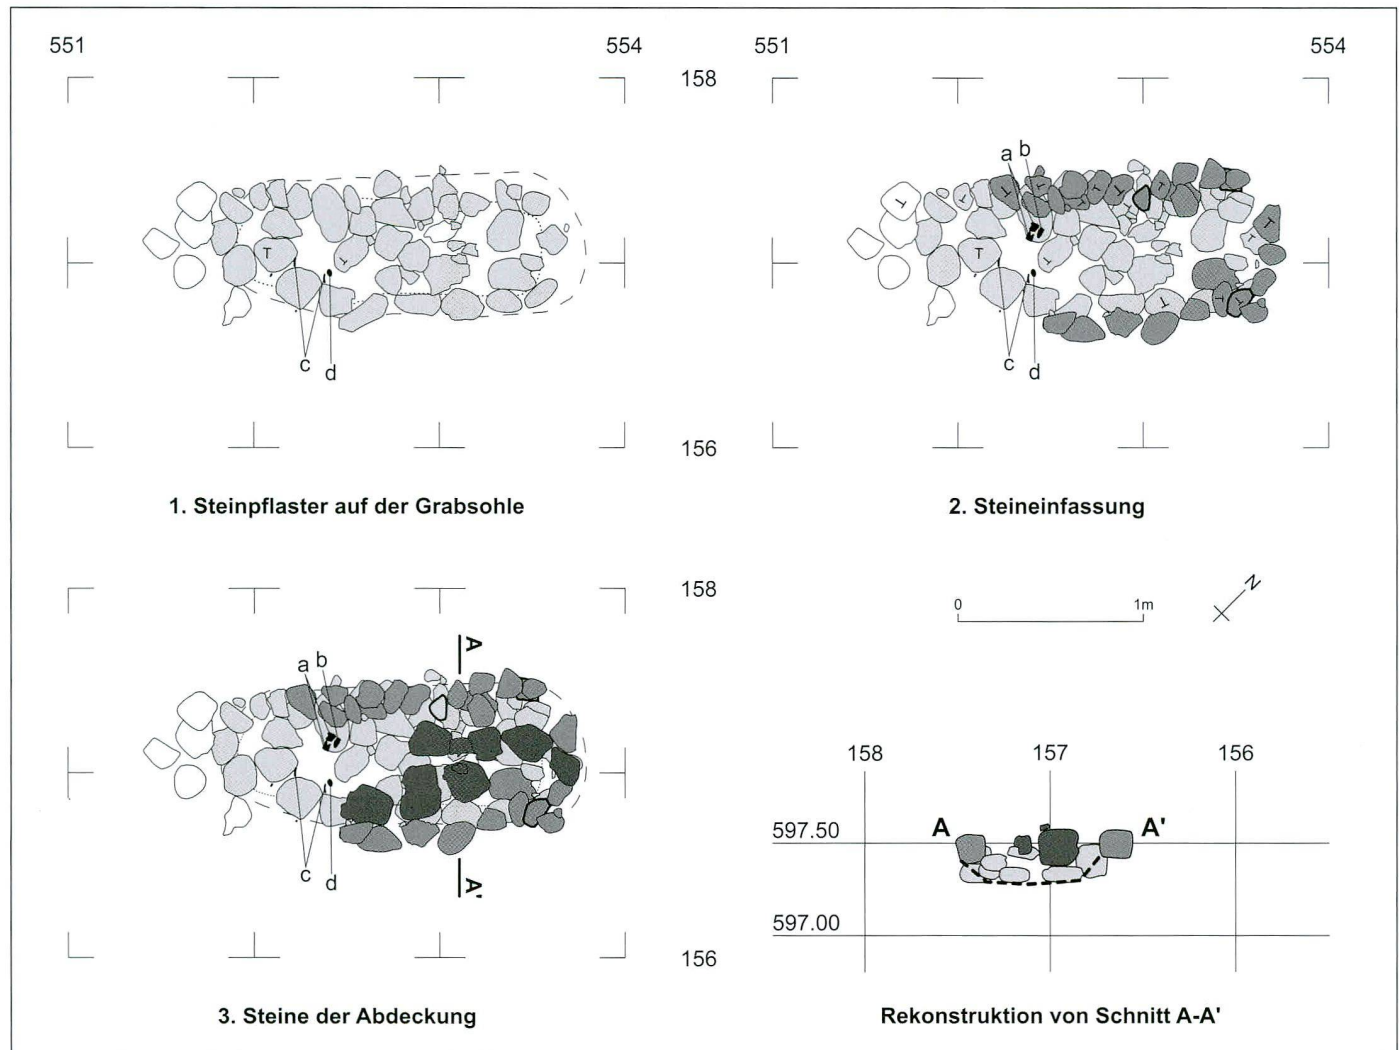 551 554 551 554
158
a b
c d c d
156
1. Steinpflaster auf der Grabsohle 2. Steineinfassung
158
N
0 1m
A
a b
c d
A'
158 157 156
597.50 A A'
597.00
156
3. Steine der Abdeckung Rekonstruktion von Schnitt A-A'